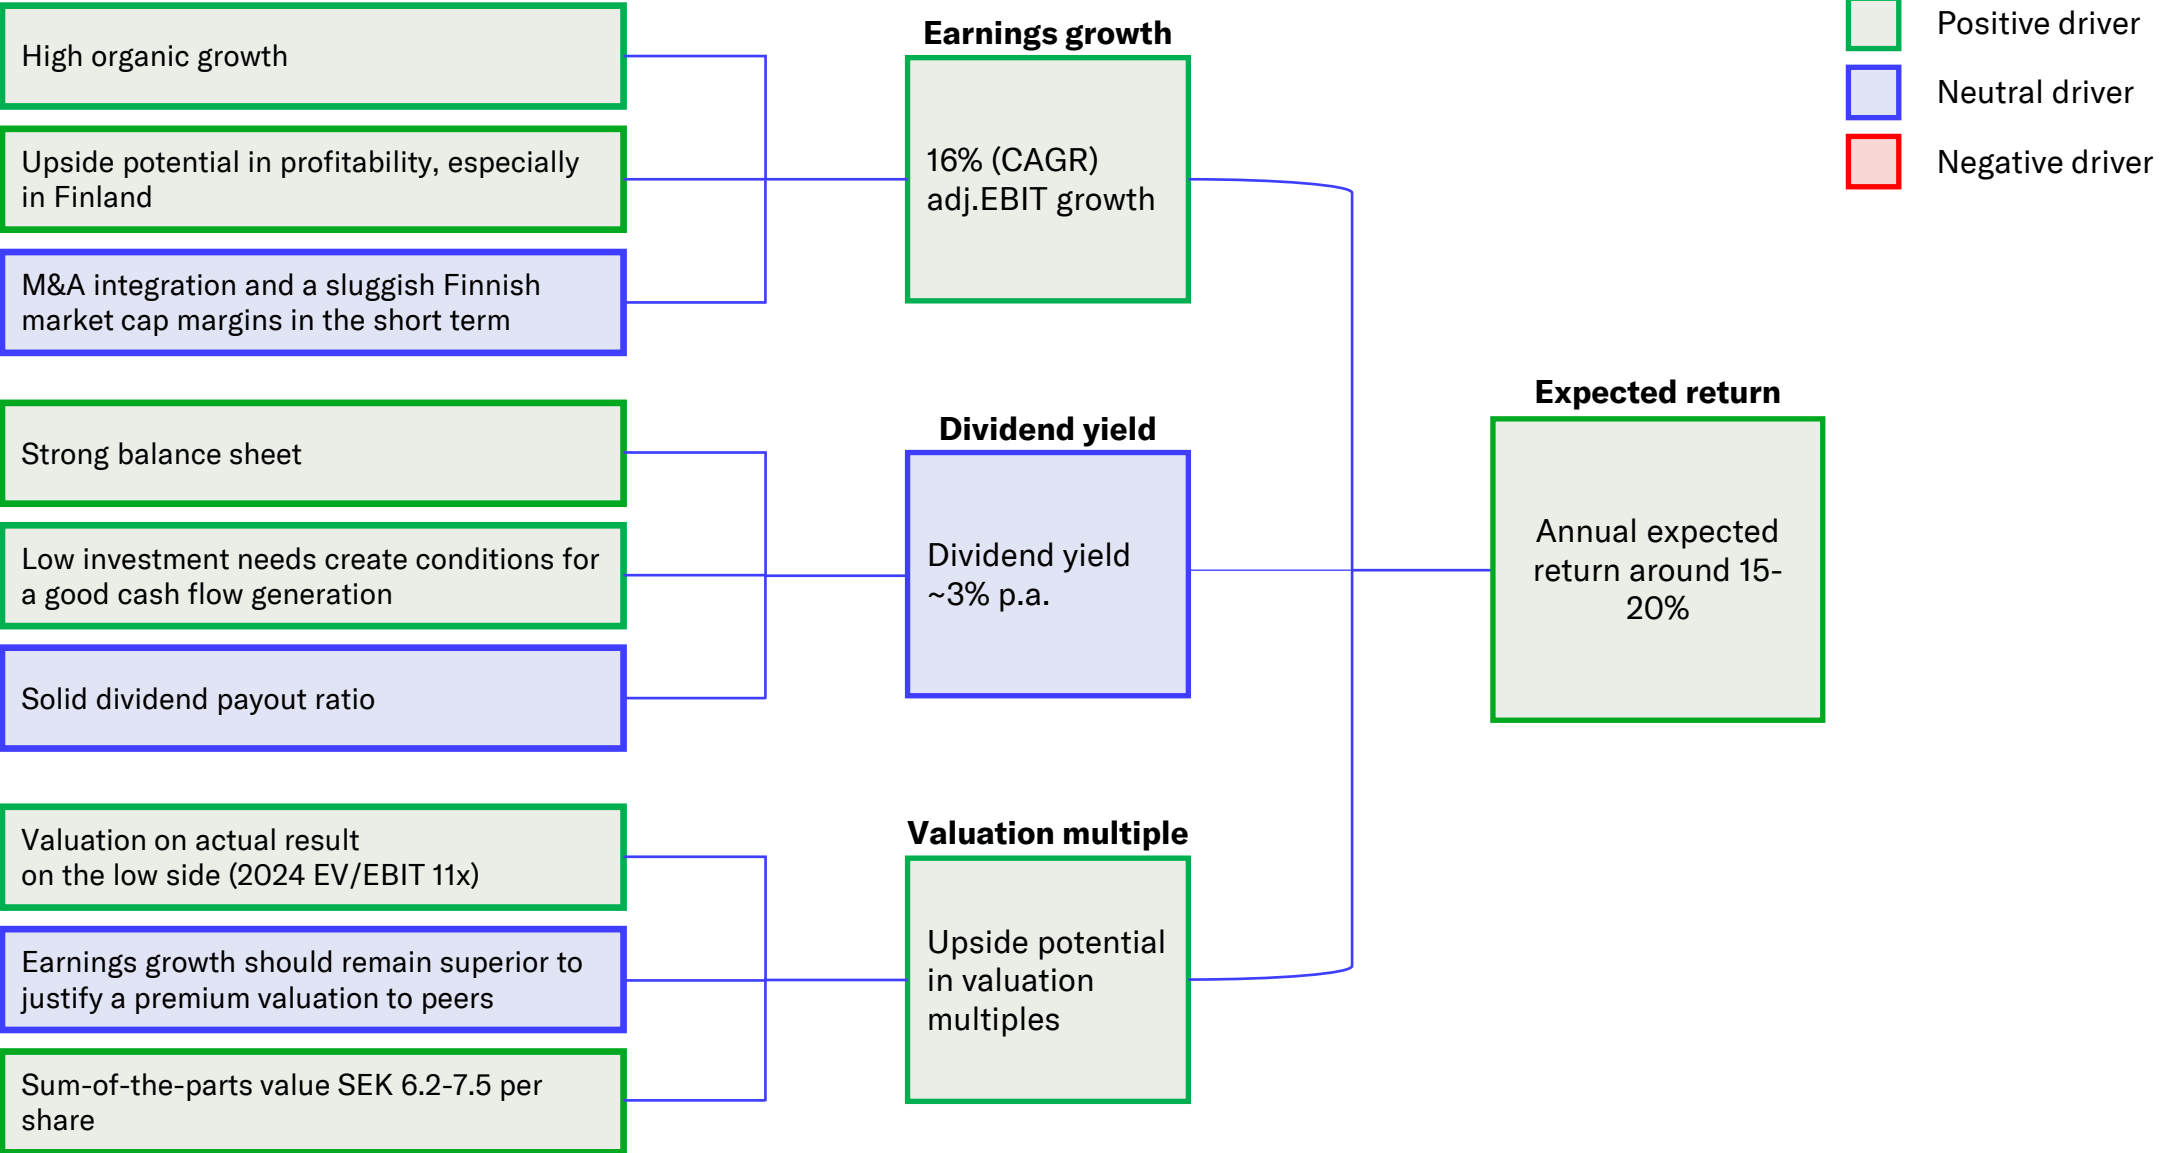 High organic growth
Upside potential in profitability, especially
in Finland
M&A integration and a sluggish Finnish
market cap margins in the short term
Earnings growth
16% (CAGR)
adj.EBIT growth
Strong balance sheet
Low investment needs create conditions for
a good cash flow generation
Solid dividend payout ratio
Dividend yield
Dividend yield
~3% p.a.
Valuation on actual result
on the low side (2024 EV/EBIT 11x)
Earnings growth should remain superior to
justify a premium valuation to peers
Sum-of-the-parts value SEK 6.2-7.5 per
share
Valuation multiple
Upside potential
in valuation
multiples
Expected return
Annual expected
return around 15-
20%
Positive driver
Neutral driver
Negative driver